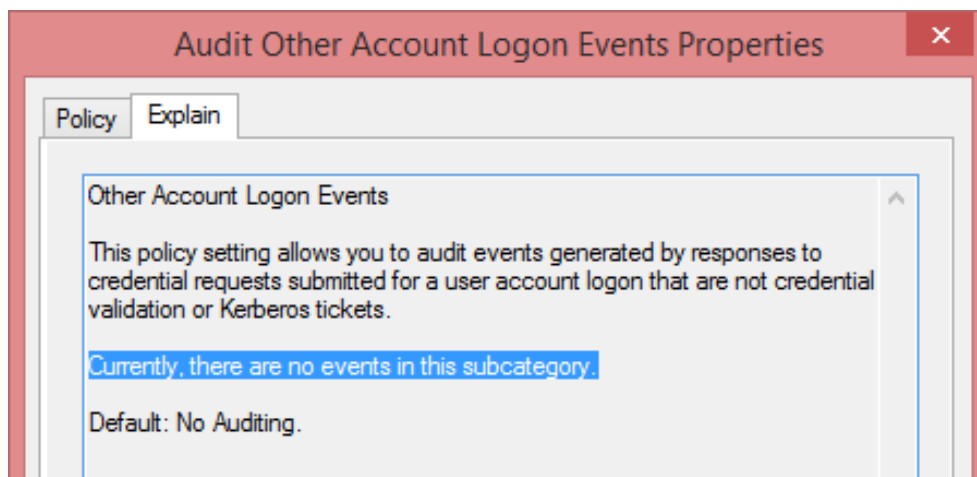 Audit Other Account Logon Events Properties
Policy
Explain
Other Account Logon Events
This policy setting allows you to audit events generated by responses to
credential requests submitted for a user account logon that are not credential
validation or Kerberos tickets.
Currently, there are no events in this subcategory.
Default: No Auditing.